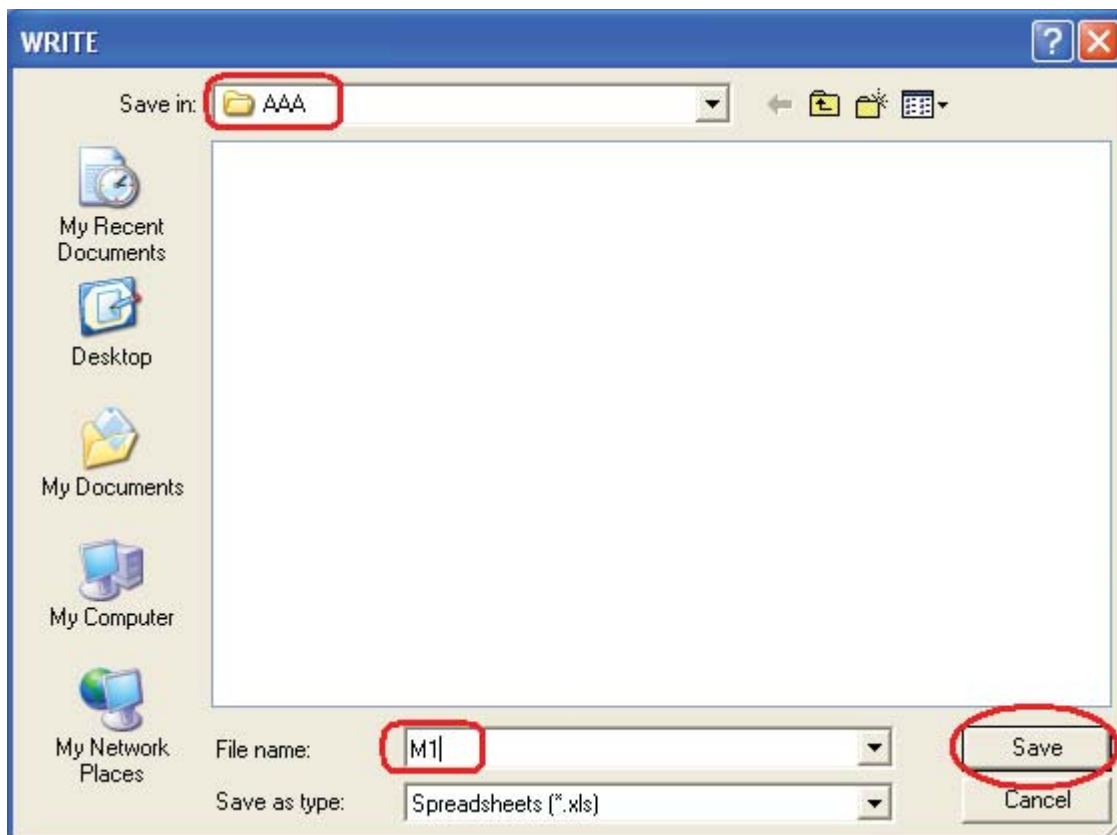 WRITE
Save in:
AAA
My Recent
Documents
Desktop
My Documents
My Computer
My Network
Places
File name:
M1
Save
Save as type:
Spreadsheets (*.xls)
Cancel